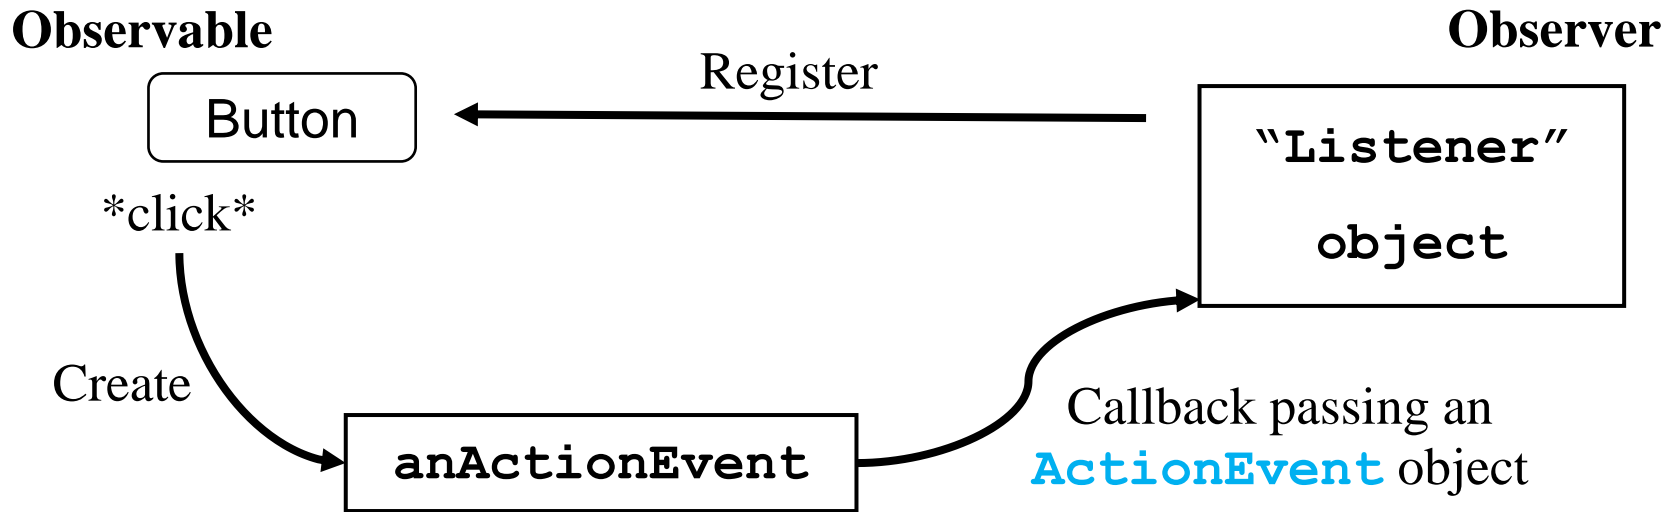 Observable
Observer
Register
Button
“Listener”
object
*click*
Create
anActionEvent
Callback passing an
ActionEvent object